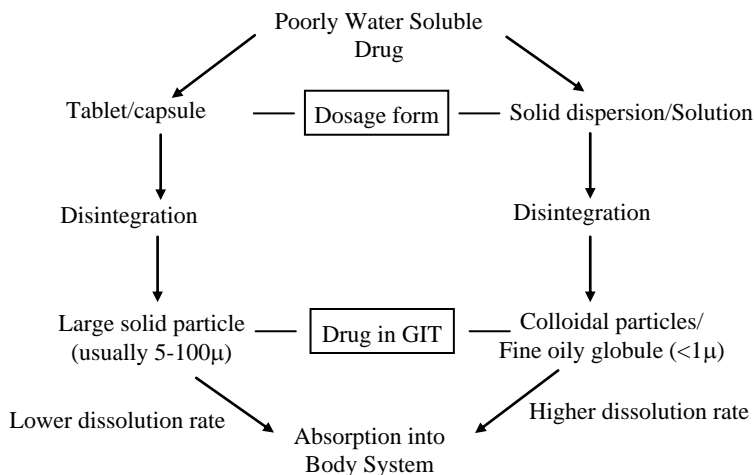 Poorly Water Soluble
Drug
Tablet/capsule
Dosage form
Solid dispersion/Solution
Disintegration
Disintegration
Large solid particle
(usually 5-100μ)
Drug in GIT
Colloidal particles/
Fine oily globule (<1μ)
Lower dissolution rate
Higher dissolution rate
Absorption into
Body System